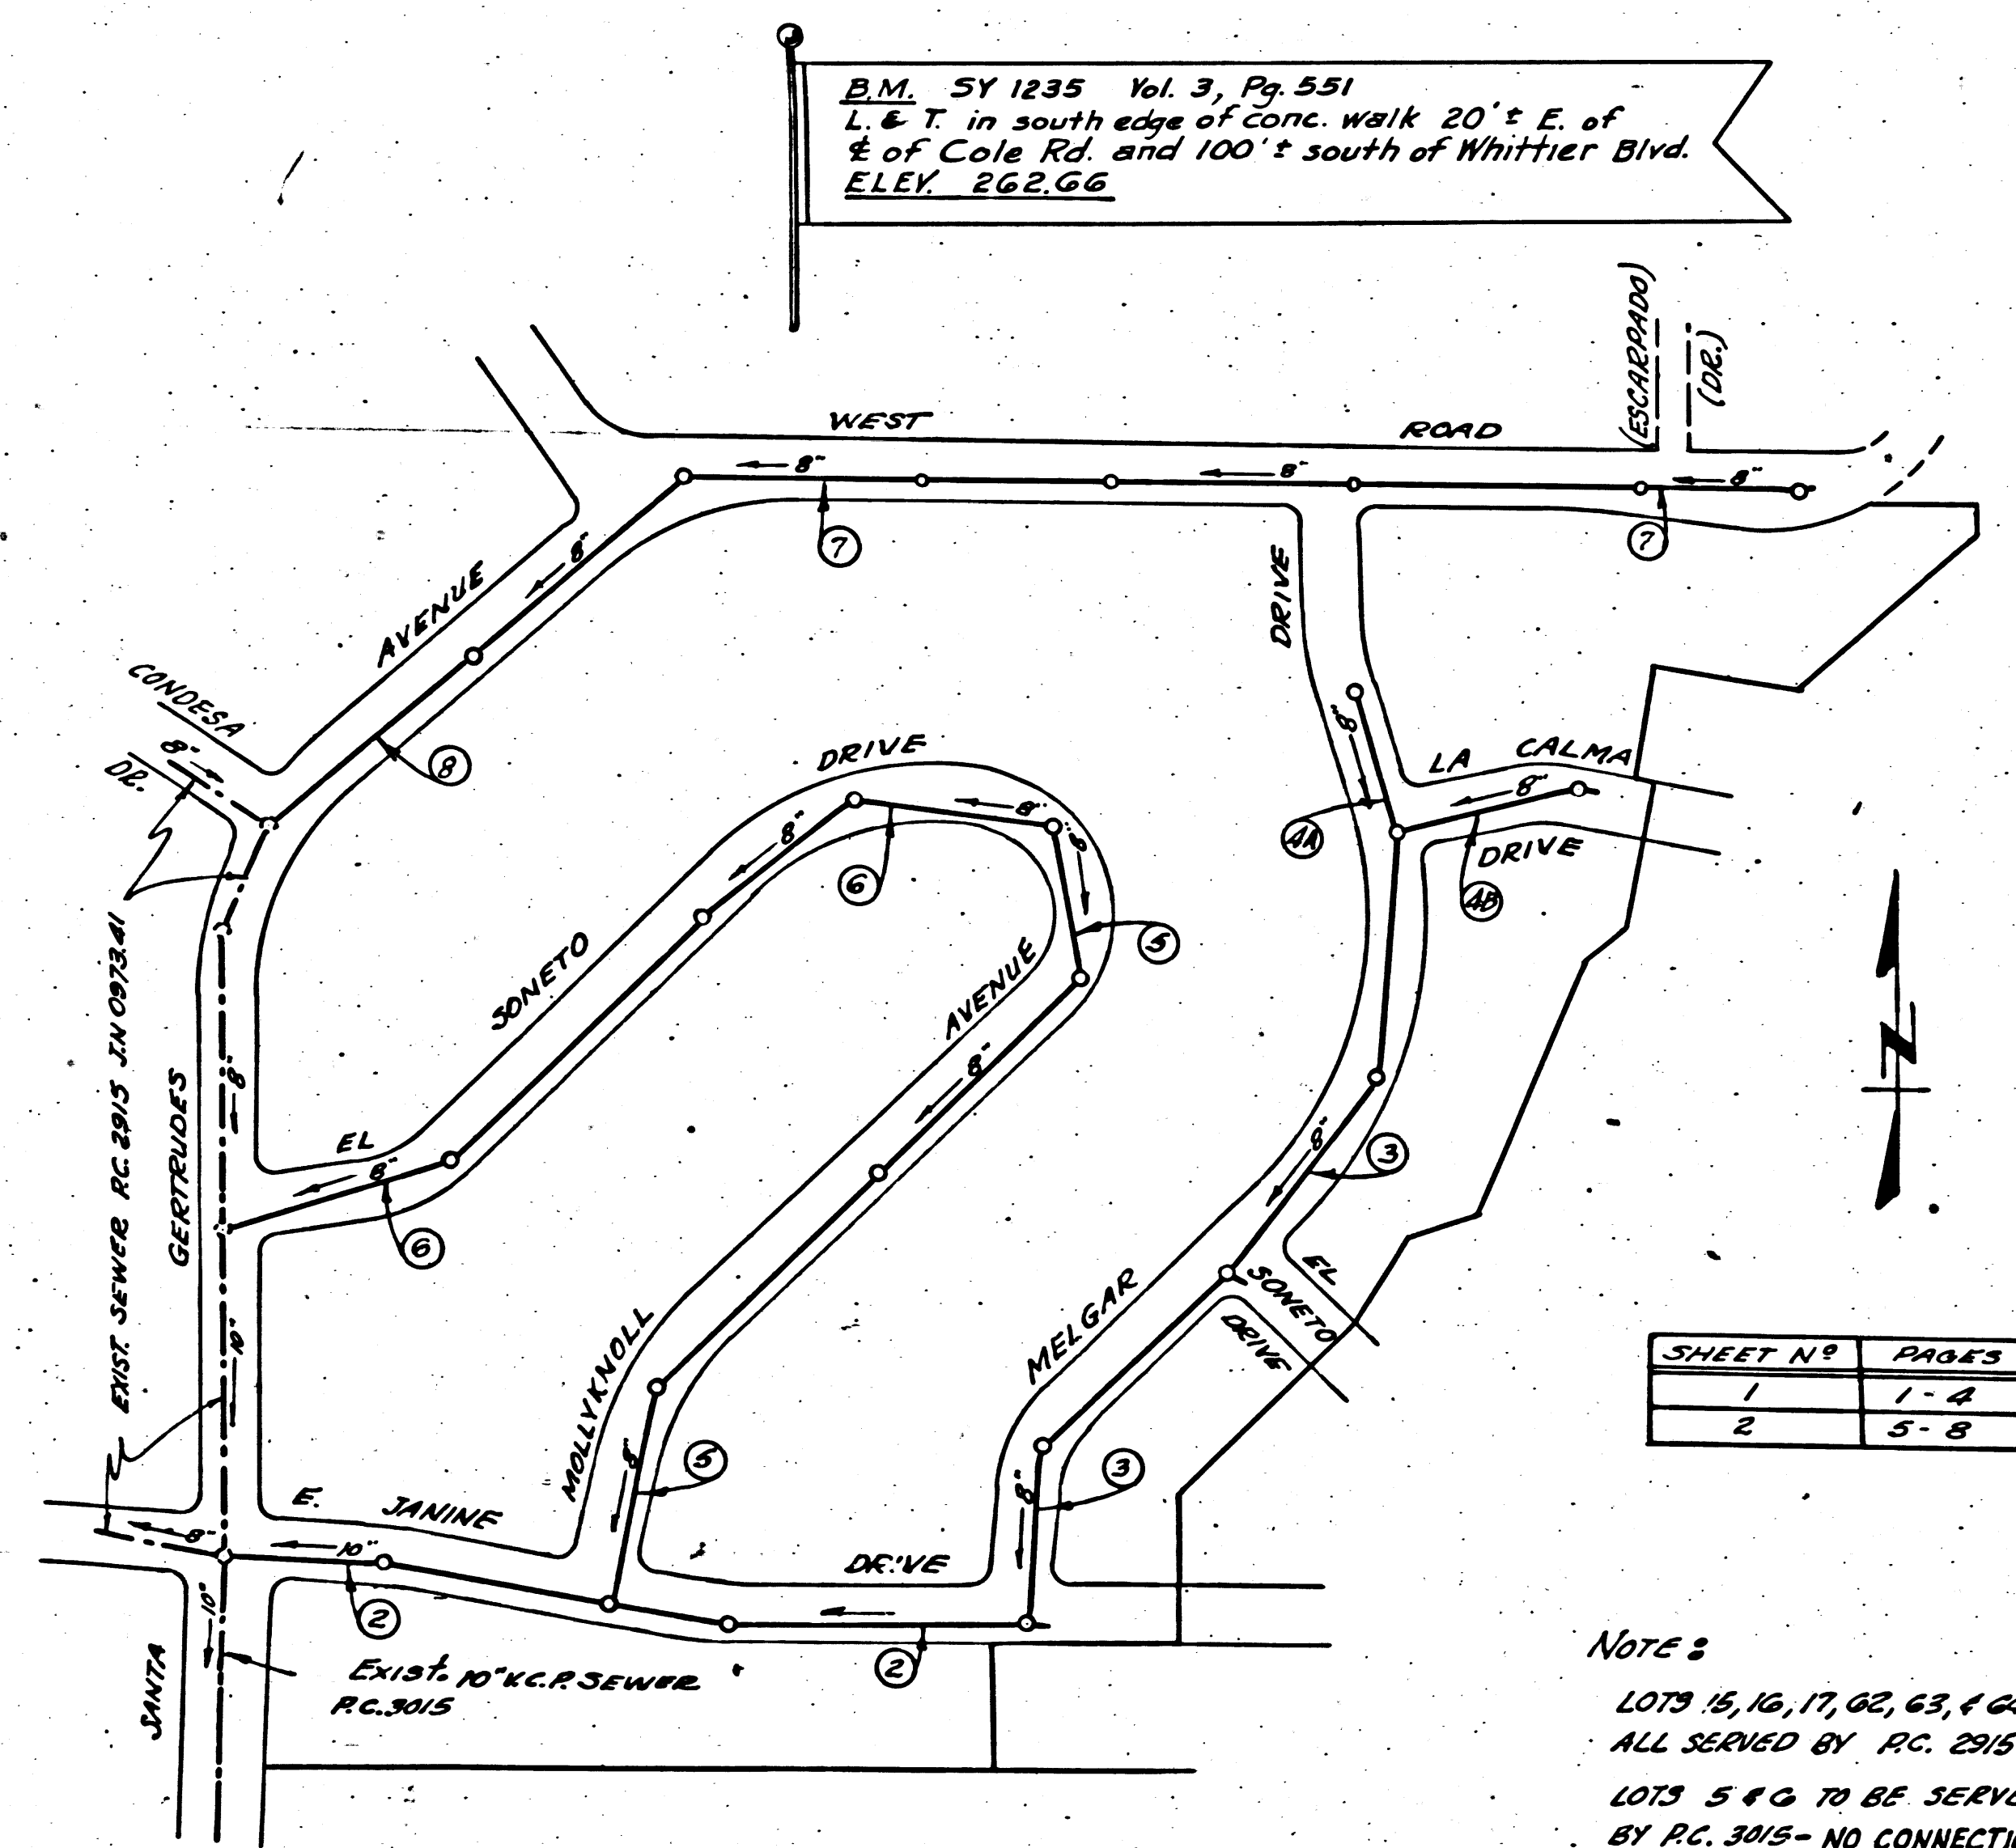 B.M. SY 1235 Vol. 3, Pg. 551
L. & T. in south edge of conc. walk 20'± E. of
℄ of Cole Rd. and 100'± south of Whittier Blvd.
ELEV. 262.66
(ESCARPADO)
(DR.)
WEST ROAD
8"
8"
8"
7
7
8"
AVENUE
DRIVE
CONDESA
DR.
8"
8
DRIVE
8"
8"
8"
6
5
8"
4A
LA CALMA
8"
DRIVE
4B
SONETO
AVENUE
8"
EXIST. SEWER P.C. 2915 J.N 0973.41
GERTRUDES
8"
EL
8"
6
8"
3
N
10"
MOLLYKNOLL
MELGAR
EL
SONETO
DRIVE
SHEET Nº PAGES
1 1-4
2 5-8
8"
5
8"
3
E. JANINE
DRIVE
8"
10"
2
2
10"
SANTA
Exist. 10" V.C.P. SEWER
P.C. 3015
NOTE:
LOTS 15, 16, 17, 62, 63, & 64
ALL SERVED BY P.C. 2915
LOTS 5 & 6 TO BE SERVE
BY P.C. 3015 - NO CONNECTI